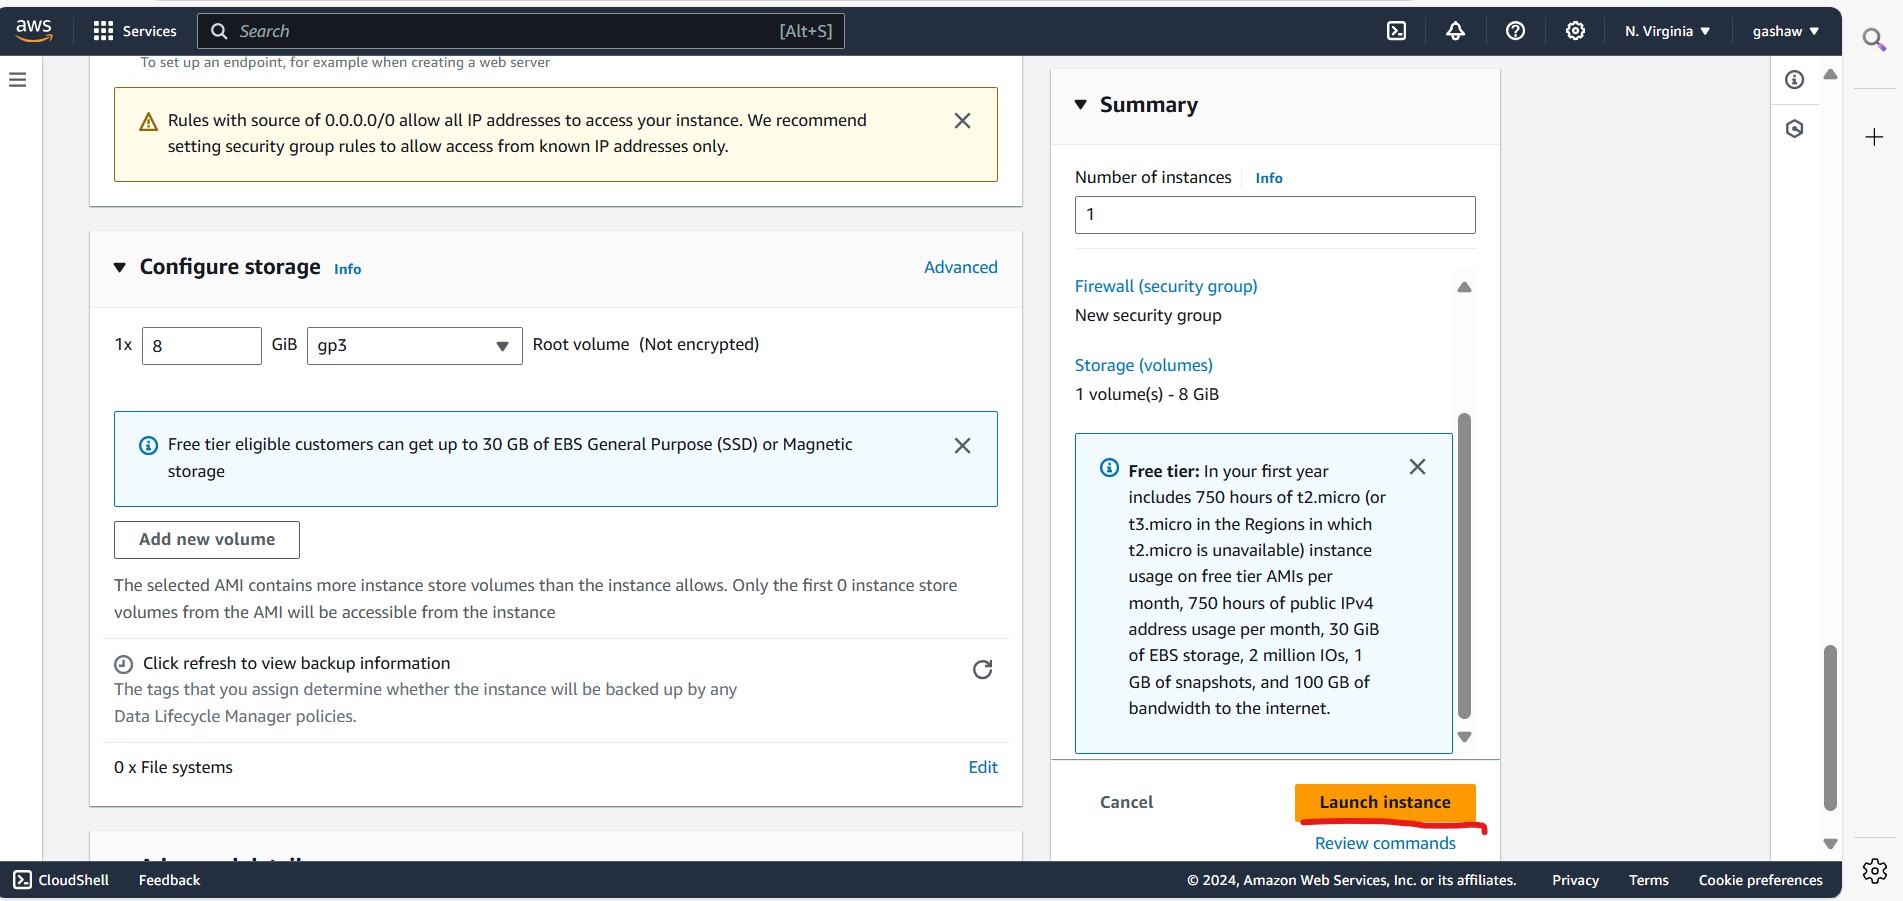 aws
Services
Search
[Alt+S]
N. Virginia
gashaw
To set up an endpoint, for example when creating a web server
Rules with source of 0.0.0.0/0 allow all IP addresses to access your instance. We recommend
setting security group rules to allow access from known IP addresses only.
Configure storage Info
Advanced
1x 8 GiB gp3 Root volume (Not encrypted)
Free tier eligible customers can get up to 30 GB of EBS General Purpose (SSD) or Magnetic
storage
Add new volume
The selected AMI contains more instance store volumes than the instance allows. Only the first 0 instance store
volumes from the AMI will be accessible from the instance
Click refresh to view backup information
The tags that you assign determine whether the instance will be backed up by any
Data Lifecycle Manager policies.
0 x File systems
Edit
Advanced details
Summary
Number of instances Info
1
Firewall (security group)
New security group
Storage (volumes)
1 volume(s) - 8 GiB
Free tier: In your first year
includes 750 hours of t2.micro (or
t3.micro in the Regions in which
t2.micro is unavailable) instance
usage on free tier AMIs per
month, 750 hours of public IPv4
address usage per month, 30 GiB
of EBS storage, 2 million IOs, 1
GB of snapshots, and 100 GB of
bandwidth to the internet.
Cancel
Launch instance
Review commands
CloudShell
Feedback
© 2024, Amazon Web Services, Inc. or its affiliates.
Privacy
Terms
Cookie preferences